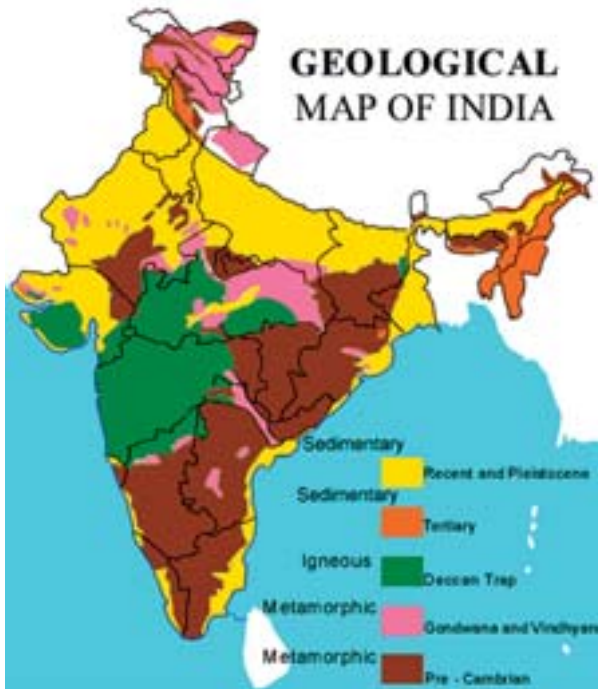 GEOLOGICAL
MAP OF INDIA
Sedimentary
Recent and Pleistocene
Sedimentary
Tertiary
Igneous
Deccan Trap
Metamorphic
Gondwana and Vindhyans
Metamorphic
Pre - Cambrian